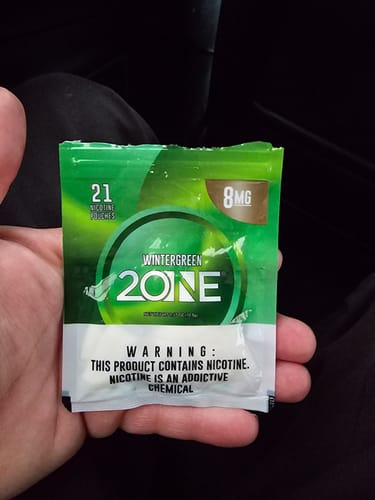 21
NICOTINE
POUCHES
8MG
WINTERGREEN
2ONE
WARNING:
THIS PRODUCT CONTAINS NICOTINE.
NICOTINE IS AN ADDICTIVE
CHEMICAL